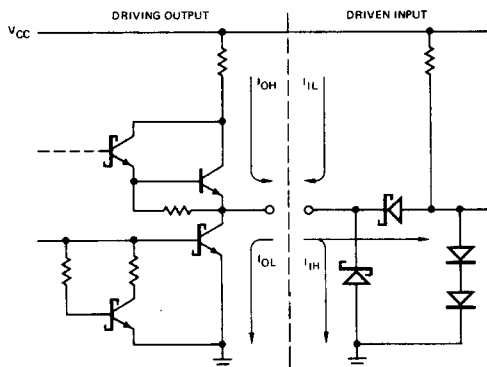 DRIVING OUTPUT
DRIVEN INPUT
VCC
IOH
IIL
IOL
IIH